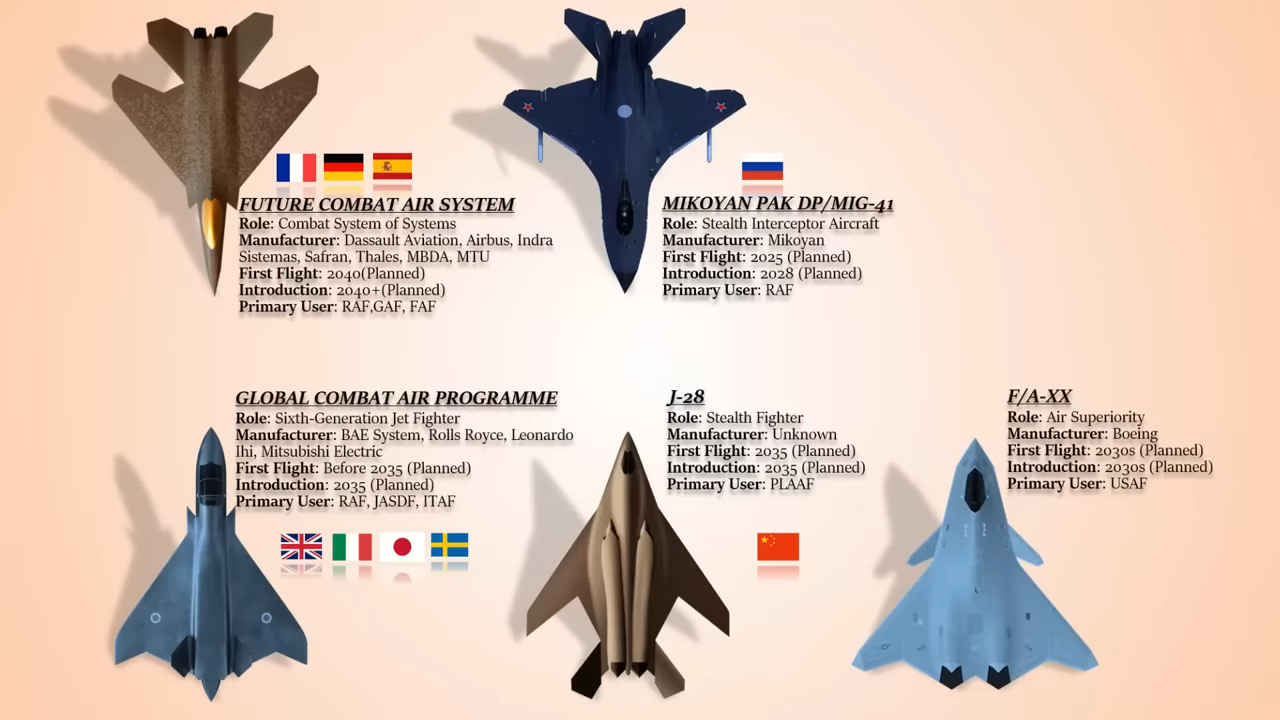 FUTURE COMBAT AIR SYSTEM
Role: Combat System of Systems
Manufacturer: Dassault Aviation, Airbus, Indra
Sistemas, Safran, Thales, MBDA, MTU
First Flight: 2040(Planned)
Introduction: 2040+(Planned)
Primary User: RAF,GAF, FAF
MIKOYAN PAK DP/MIG-41
Role: Stealth Interceptor Aircraft
Manufacturer: Mikoyan
First Flight: 2025 (Planned)
Introduction: 2028 (Planned)
Primary User: RAF
GLOBAL COMBAT AIR PROGRAMME
Role: Sixth-Generation Jet Fighter
Manufacturer: BAE System, Rolls Royce, Leonardo
Ihi, Mitsubishi Electric
First Flight: Before 2035 (Planned)
Introduction: 2035 (Planned)
Primary User: RAF, JASDF, ITAF
J-28
Role: Stealth Fighter
Manufacturer: Unknown
First Flight: 2035 (Planned)
Introduction: 2035 (Planned)
Primary User: PLAAF
F/A-XX
Role: Air Superiority
Manufacturer: Boeing
First Flight: 2030s (Planned)
Introduction: 2030s (Planned)
Primary User: USAF